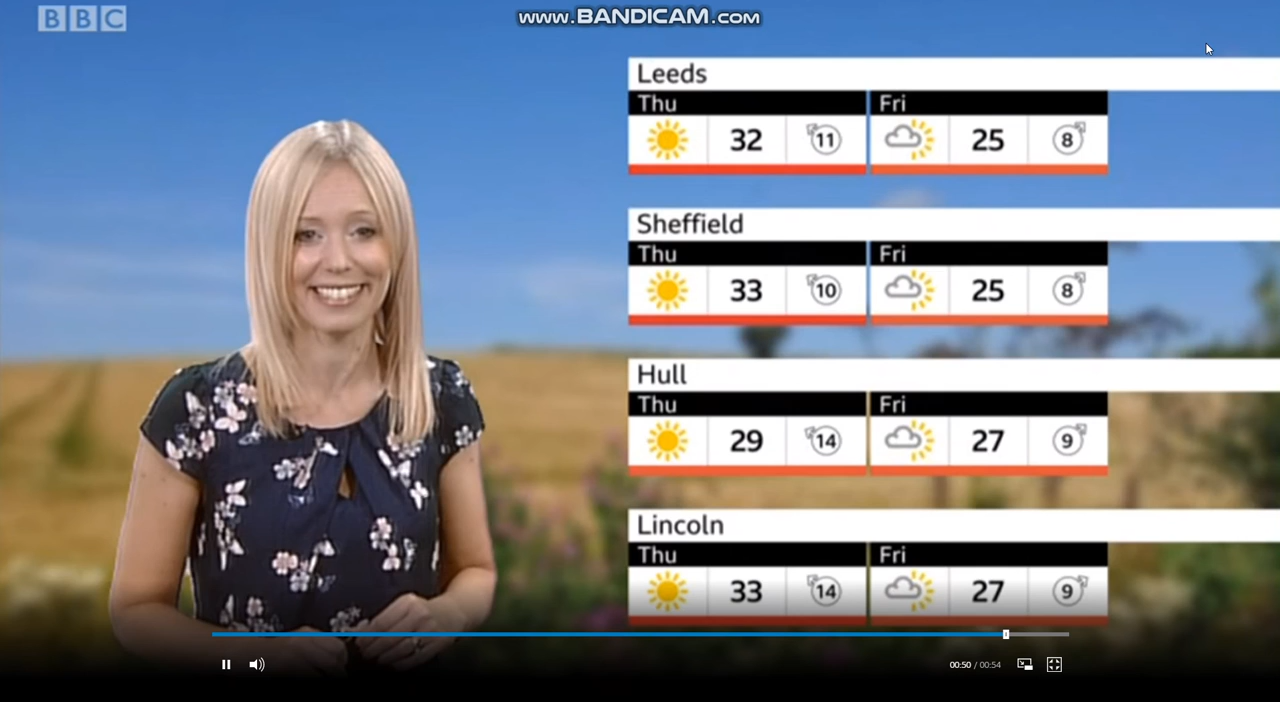 BBC
www.BANDICAM.com
Leeds
Thu Fri
32 11 25 8
Sheffield
Thu Fri
33 10 25 8
Hull
Thu Fri
29 14 27 9
Lincoln
Thu Fri
33 14 27 9
00:50 / 00:54